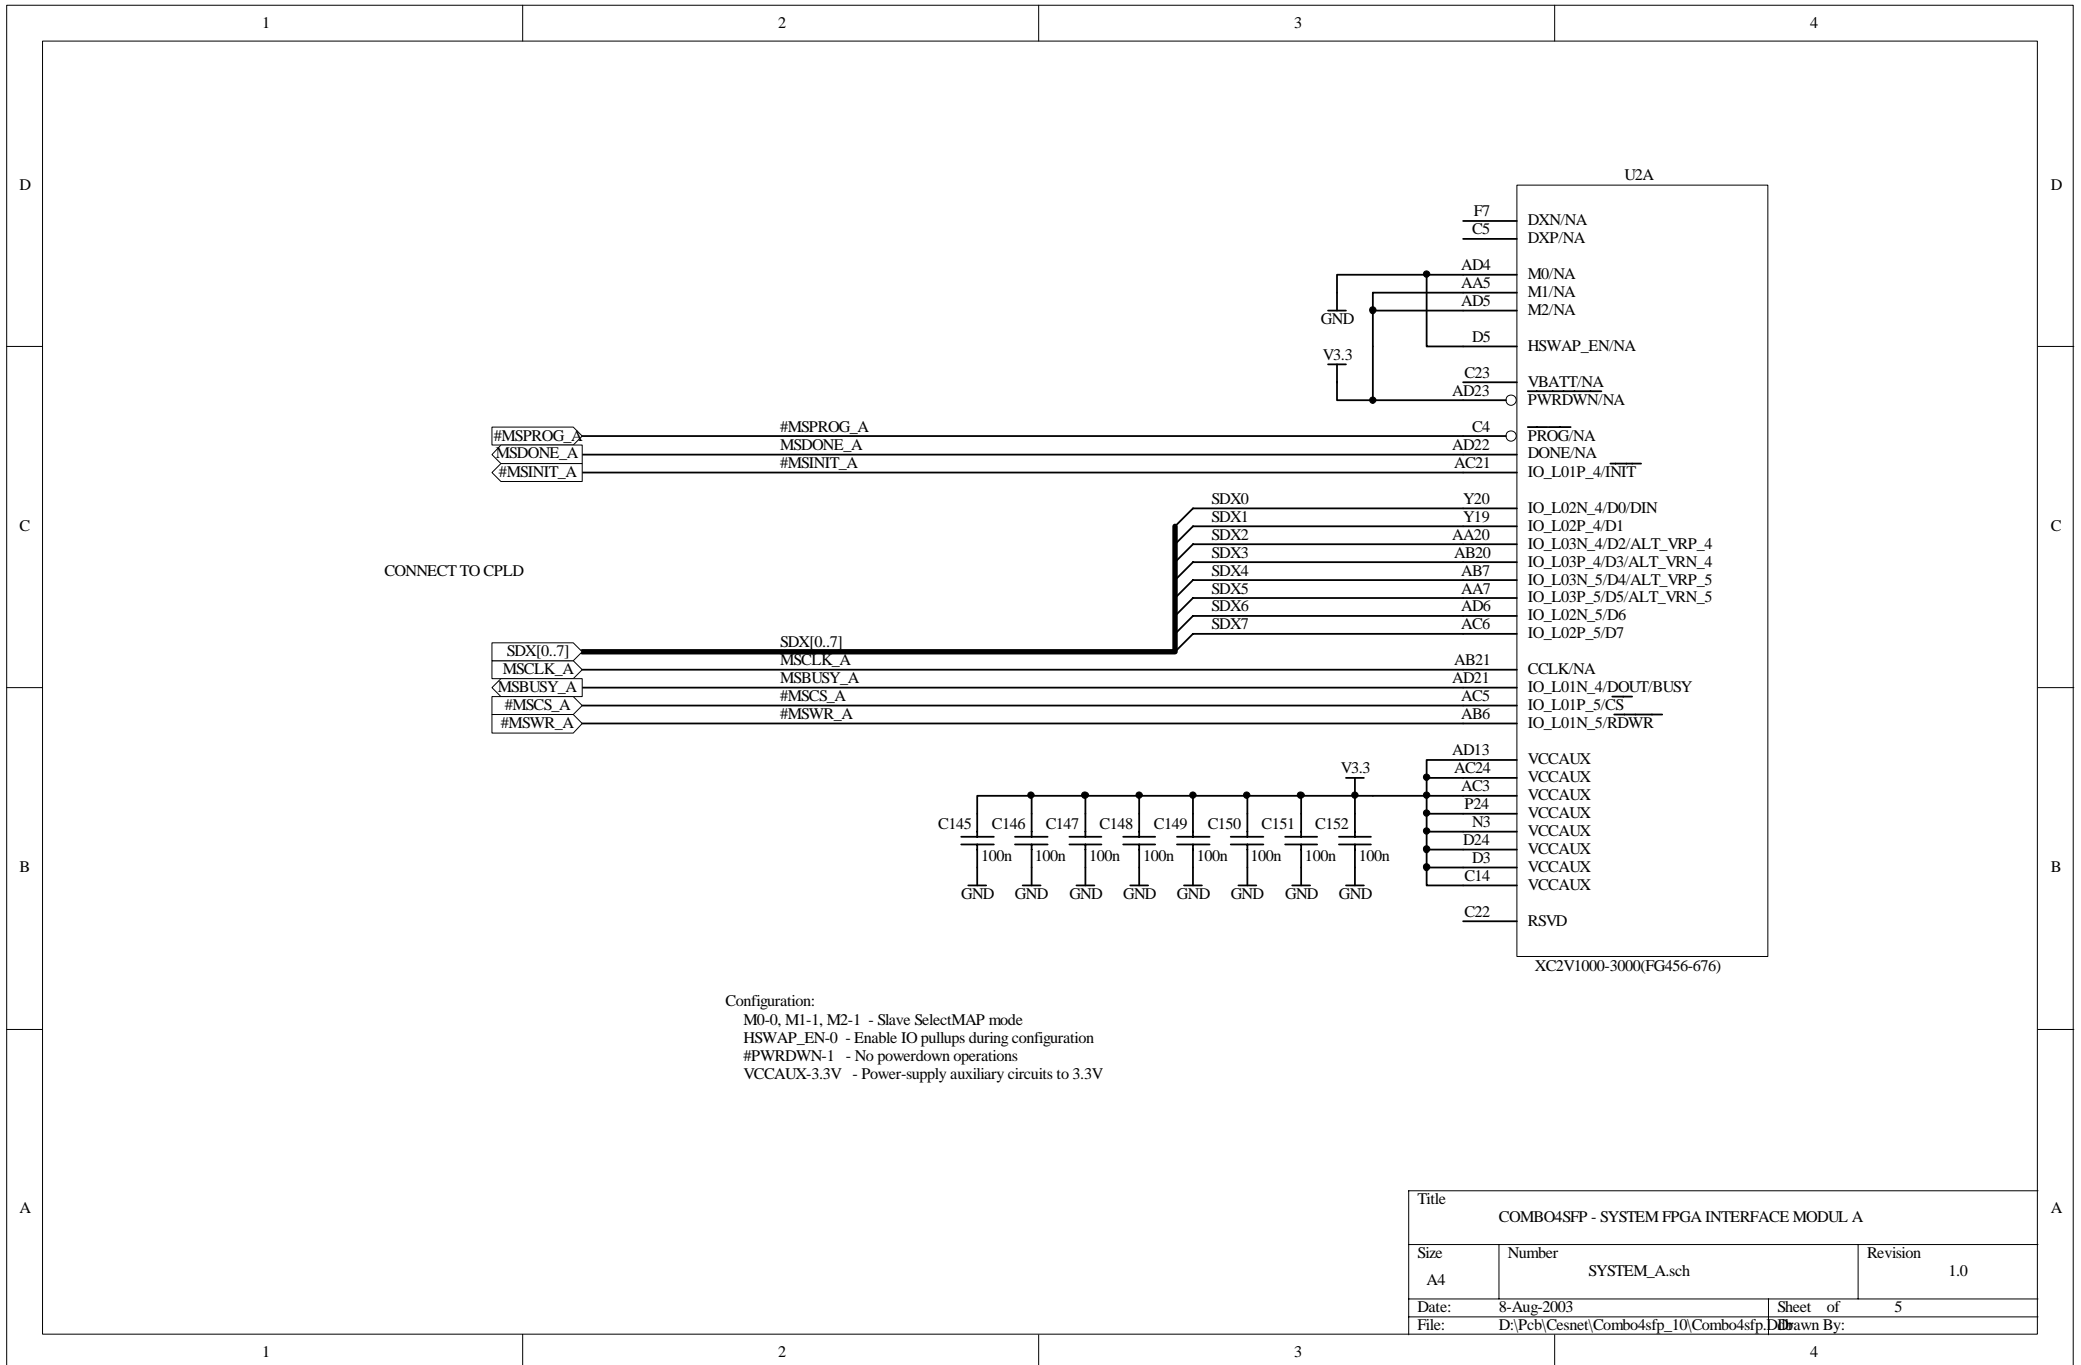 1 2 3 4
D D
U2A
F7 DXN/NA
C5 DXP/NA
AD4 M0/NA
AA5 M1/NA
AD5 M2/NA
GND
D5 HSWAP_EN/NA
V3.3
C23 VBATT/NA
AD23 PWRDWN/NA
#MSPROG_A #MSPROG_A C4 PROG/NA
MSDONE_A MSDONE_A AD22 DONE/NA
#MSINIT_A #MSINIT_A AC21 IO_L01P_4/INIT
SDX0 Y20 IO_L02N_4/D0/DIN
C C
SDX1 Y19 IO_L02P_4/D1
SDX2 AA20 IO_L03N_4/D2/ALT_VRP_4
SDX3 AB20 IO_L03P_4/D3/ALT_VRN_4
CONNECT TO CPLD
SDX4 AB7 IO_L03N_5/D4/ALT_VRP_5
SDX5 AA7 IO_L03P_5/D5/ALT_VRN_5
SDX6 AD6 IO_L02N_5/D6
SDX7 AC6 IO_L02P_5/D7
SDX[0..7] SDX[0..7]
MSCLK_A MSCLK_A AB21 CCLK/NA
MSBUSY_A MSBUSY_A AD21 IO_L01N_4/DOUT/BUSY
#MSCS_A #MSCS_A AC5 IO_L01P_5/CS
#MSWR_A #MSWR_A AB6 IO_L01N_5/RDWR
AD13 VCCAUX
V3.3 AC24 VCCAUX
AC3 VCCAUX
P24 VCCAUX
C145 C146 C147 C148 C149 C150 C151 C152 N3 VCCAUX
100n 100n 100n 100n 100n 100n 100n 100n D24 VCCAUX
B B
D3 VCCAUX
C14 VCCAUX
GND GND GND GND GND GND GND GND
C22 RSVD
XC2V1000-3000(FG456-676)
Configuration:
M0-0, M1-1, M2-1 - Slave SelectMAP mode
HSWAP_EN-0 - Enable IO pullups during configuration
#PWRDWN-1 - No powerdown operations
VCCAUX-3.3V - Power-supply auxiliary circuits to 3.3V
A A
Title
COMBO4SFP - SYSTEM FPGA INTERFACE MODUL A
Size Number Revision
A4 SYSTEM_A.sch 1.0
Date: 8-Aug-2003 Sheet of 5
File: D:\Pcb\Cesnet\Combo4sfp_10\Combo4sfp.Ddb Drawn By:
1 2 3 4